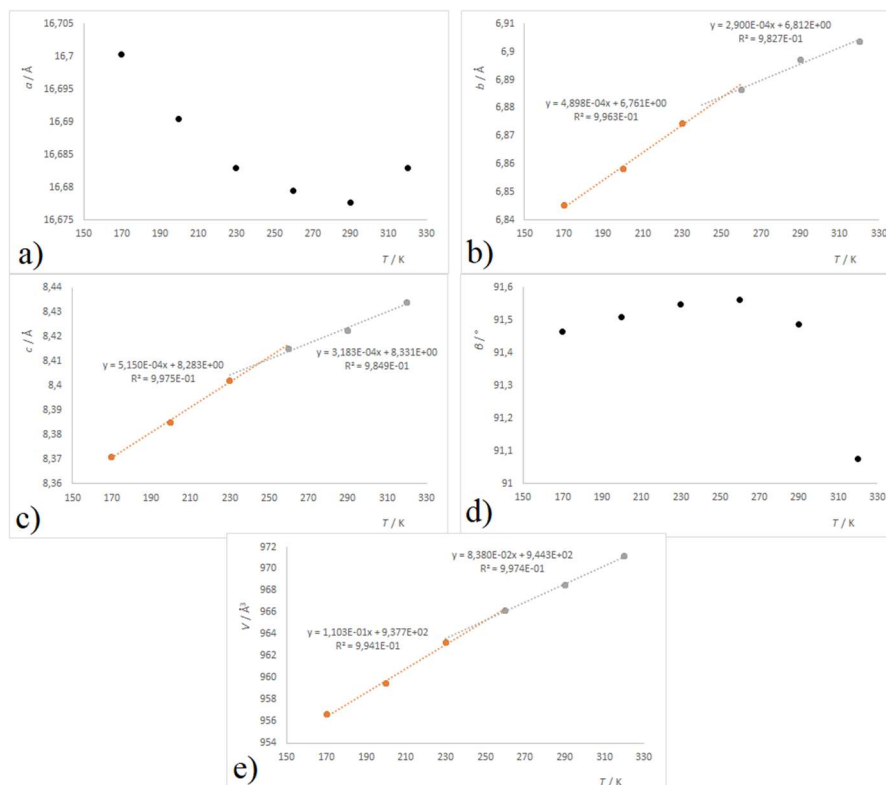 16,705
16,7
16,695
16,69
16,685
16,68
16,675
a / Å
150 170 190 210 230 250 270 290 310 330
T / K
a)
6,91
6,9
6,89
6,88
6,87
6,86
6,85
6,84
b / Å
y = 2,900E-04x + 6,812E+00
R² = 9,827E-01
y = 4,898E-04x + 6,761E+00
R² = 9,963E-01
150 170 190 210 230 250 270 290 310 330
T / K
b)
8,44
8,43
8,42
8,41
8,4
8,39
8,38
8,37
8,36
c / Å
y = 5,150E-04x + 8,283E+00
R² = 9,975E-01
y = 3,183E-04x + 8,331E+00
R² = 9,849E-01
150 170 190 210 230 250 270 290 310 330
T / K
c)
91,6
91,5
91,4
91,3
91,2
91,1
91
β / °
150 170 190 210 230 250 270 290 310 330
T / K
d)
972
970
968
966
964
962
960
958
956
954
V / Å³
y = 8,380E-02x + 9,443E+02
R² = 9,974E-01
y = 1,103E-01x + 9,377E+02
R² = 9,941E-01
150 170 190 210 230 250 270 290 310 330
T / K
e)